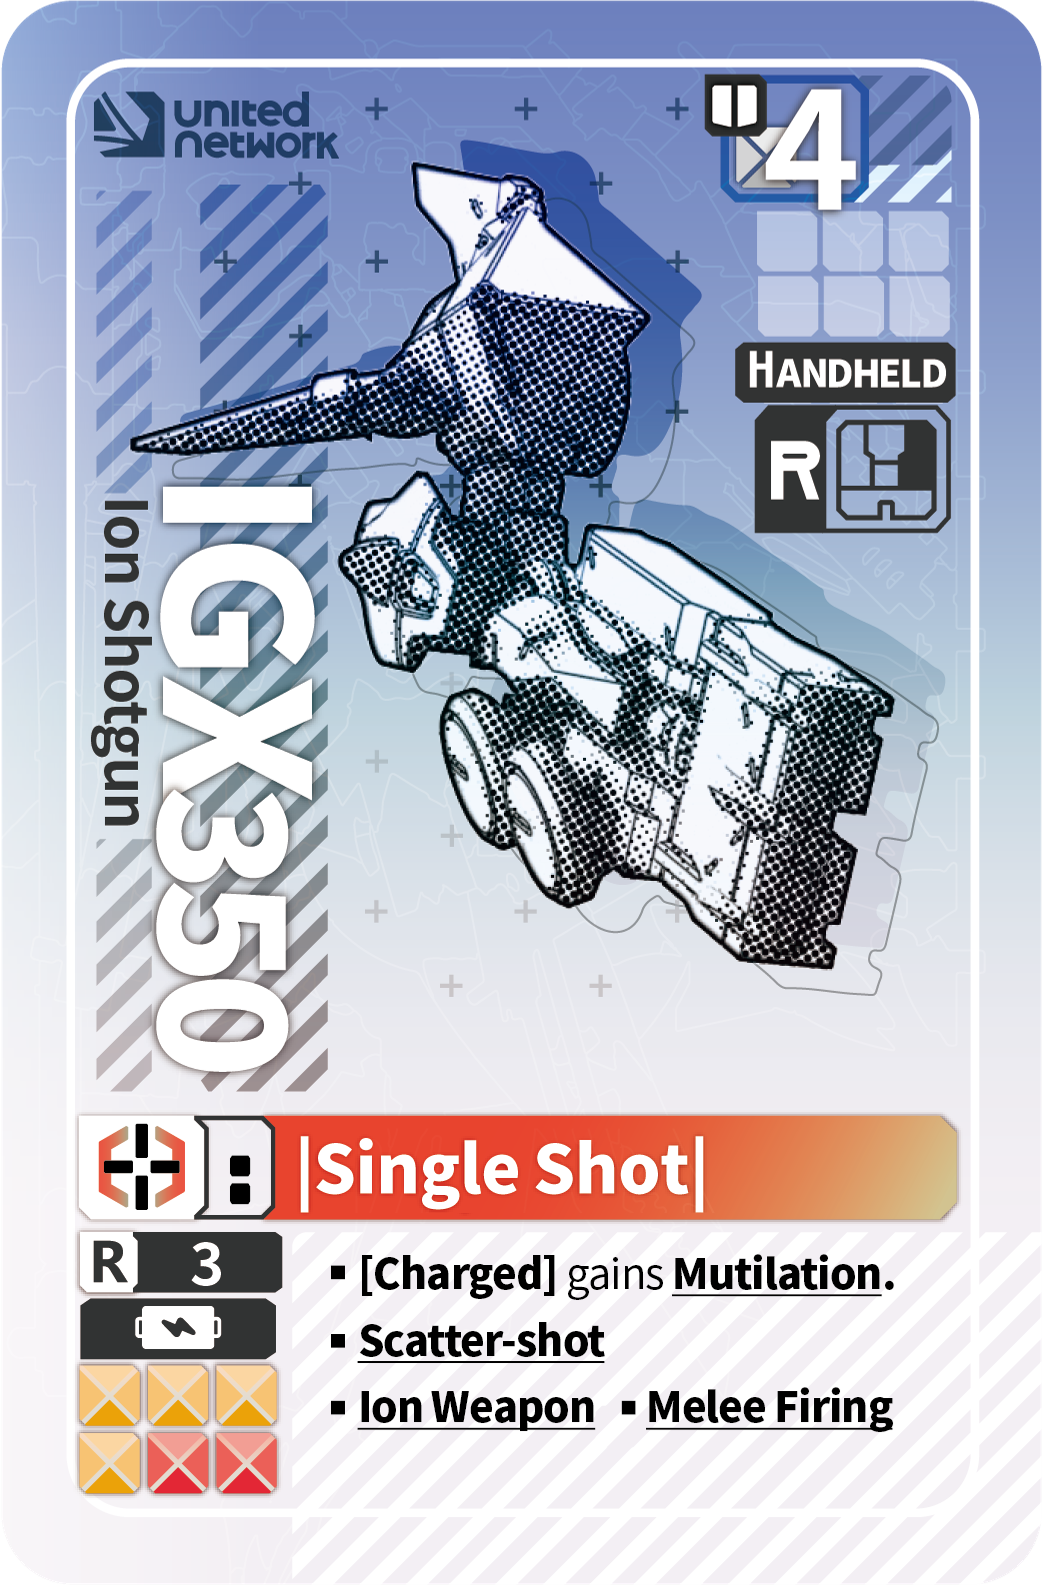 united
network
4
HANDHELD
R
Ion Shotgun
IGX350
|Single Shot|
R 3
▪ [Charged] gains Mutilation.
▪ Scatter-shot
▪ Ion Weapon ▪ Melee Firing